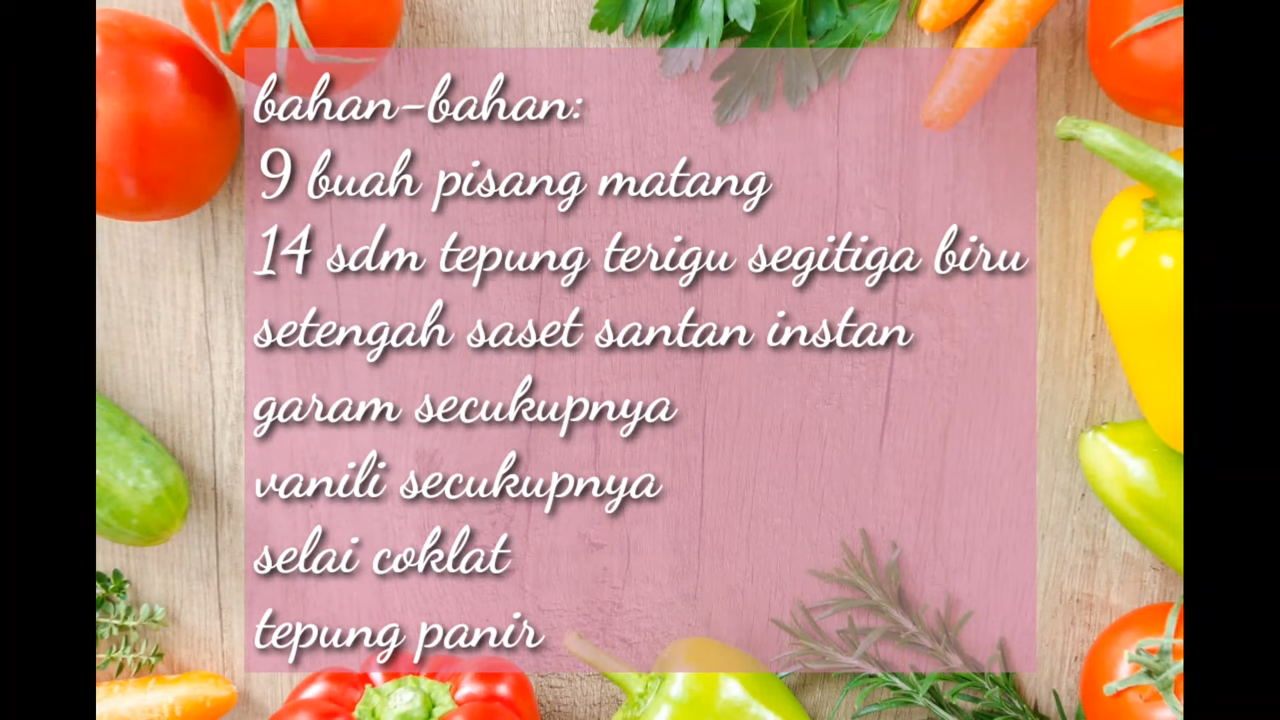 bahan-bahan:
9 buah pisang matang
14 sdm tepung terigu segitiga biru
setengah saset santan instan
garam secukupnya
vanili secukupnya
selai coklat
tepung panir